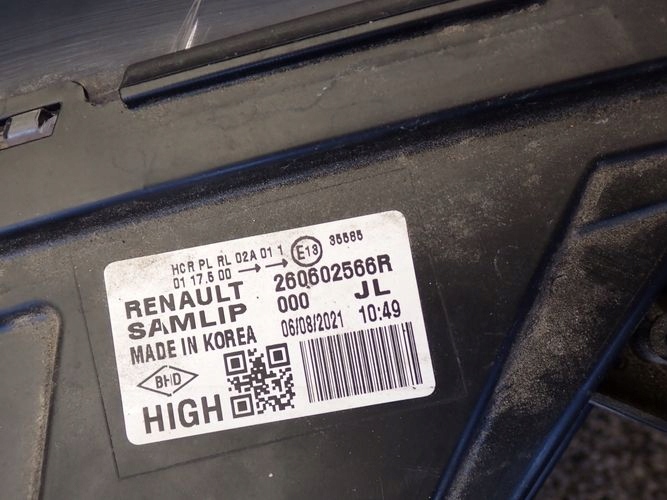 HCR PL RL 02A 01 1
01 17.5 00 → → E13 35565
RENAULT 260602566R
SAMLIP 000 JL
MADE IN KOREA 06/08/2021 10:49
BHD
HIGH